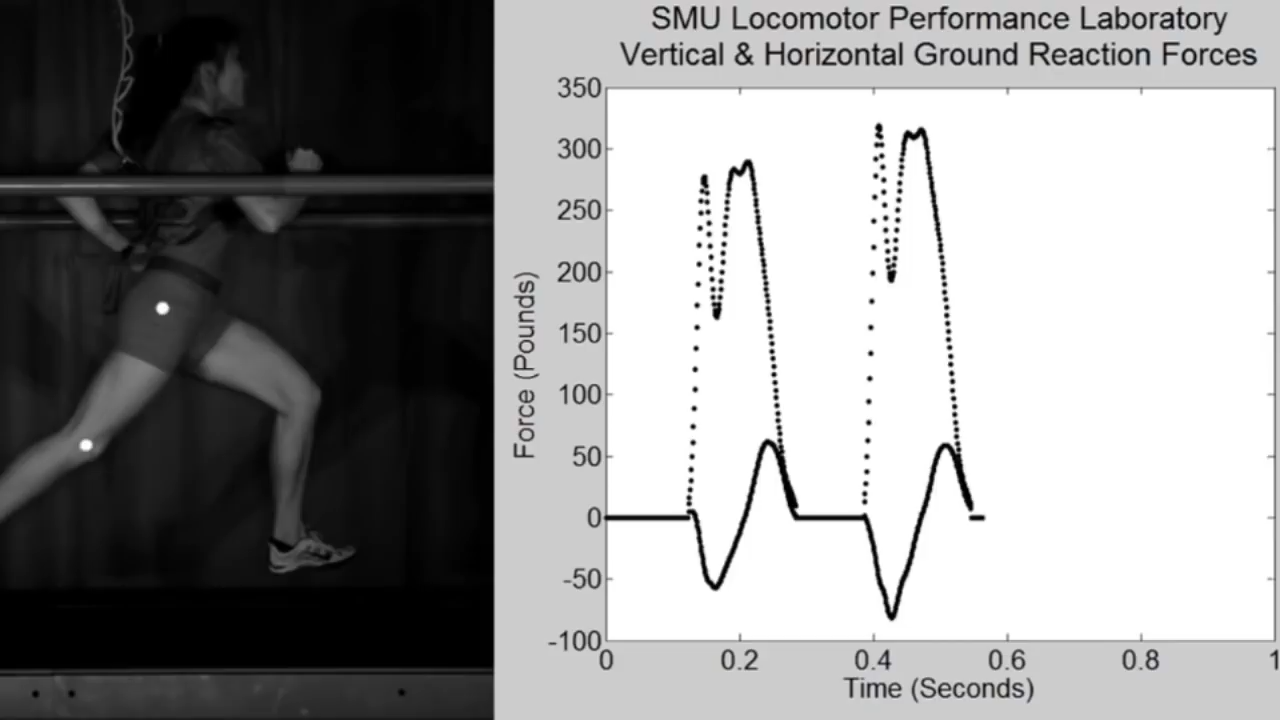 SMU Locomotor Performance Laboratory
Vertical & Horizontal Ground Reaction Forces
350
300
250
200
150
100
50
0
-50
-100
Force (Pounds)
0 0.2 0.4 0.6 0.8 1
Time (Seconds)